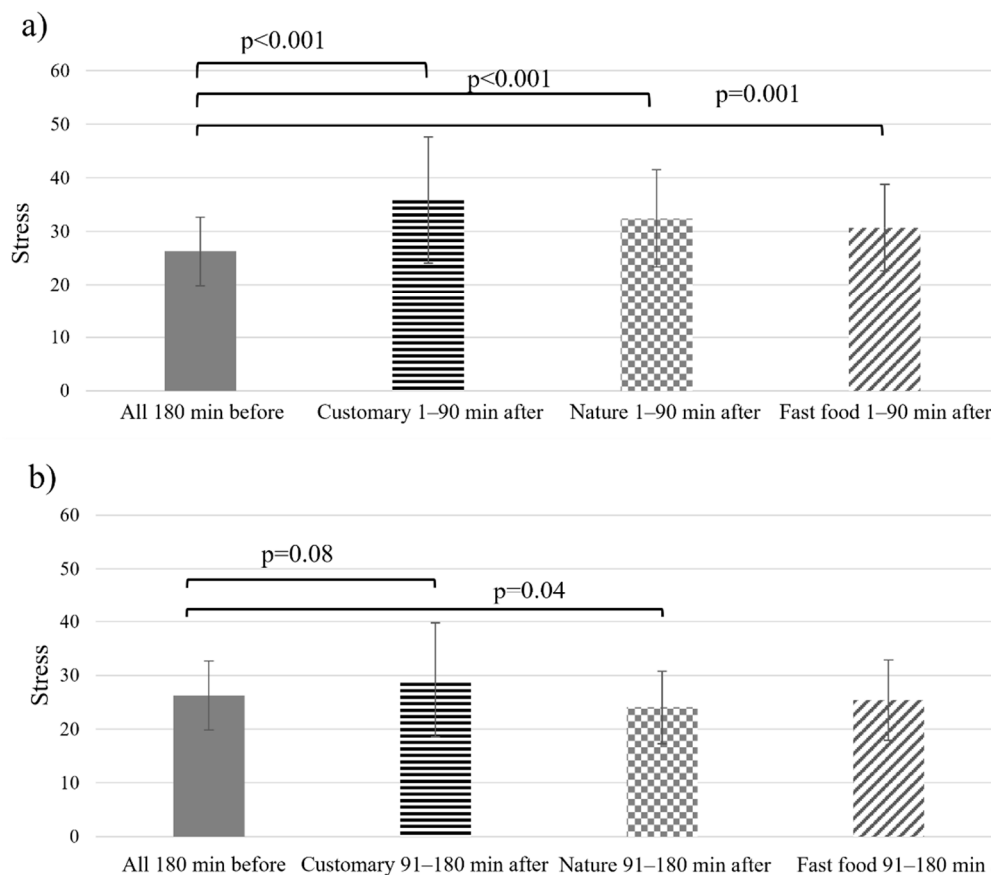 a)
p<0.001
p<0.001
p=0.001
60
50
40
30
20
10
0
Stress
All 180 min before Customary 1–90 min after Nature 1–90 min after Fast food 1–90 min after
b)
60
50
40
30
20
10
0
Stress
p=0.08
p=0.04
All 180 min before Customary 91–180 min after Nature 91–180 min after Fast food 91–180 min